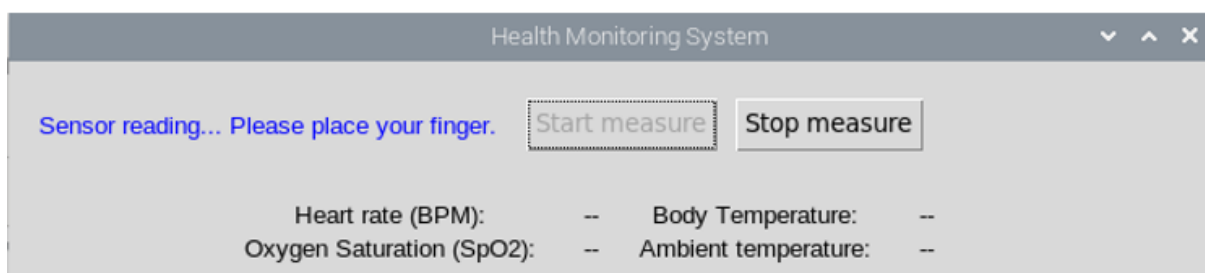 Health Monitoring System
Sensor reading... Please place your finger. Start measure Stop measure
Heart rate (BPM): -- Body Temperature: --
Oxygen Saturation (SpO2): -- Ambient temperature: --